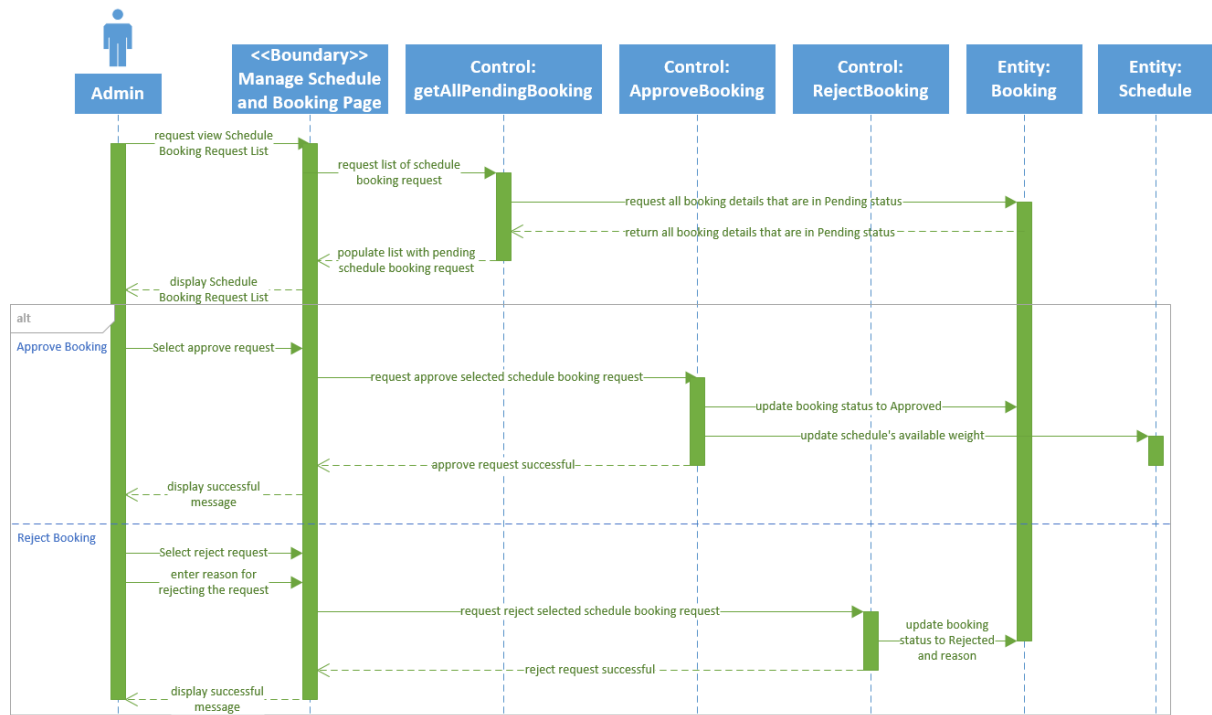 Admin
<<Boundary>>
Manage Schedule
and Booking Page
Control:
getAllPendingBooking
Control:
ApproveBooking
Control:
RejectBooking
Entity:
Booking
Entity:
Schedule
request view Schedule
Booking Request List
request list of schedule
booking request
request all booking details that are in Pending status
return all booking details that are in Pending status
populate list with pending
schedule booking request
display Schedule
Booking Request List
alt
Approve Booking
Select approve request
request approve selected schedule booking request
update booking status to Approved
update schedule's available weight
approve request successful
display successful
message
Reject Booking
Select reject request
enter reason for
rejecting the request
request reject selected schedule booking request
update booking
status to Rejected
and reason
reject request successful
display successful
message